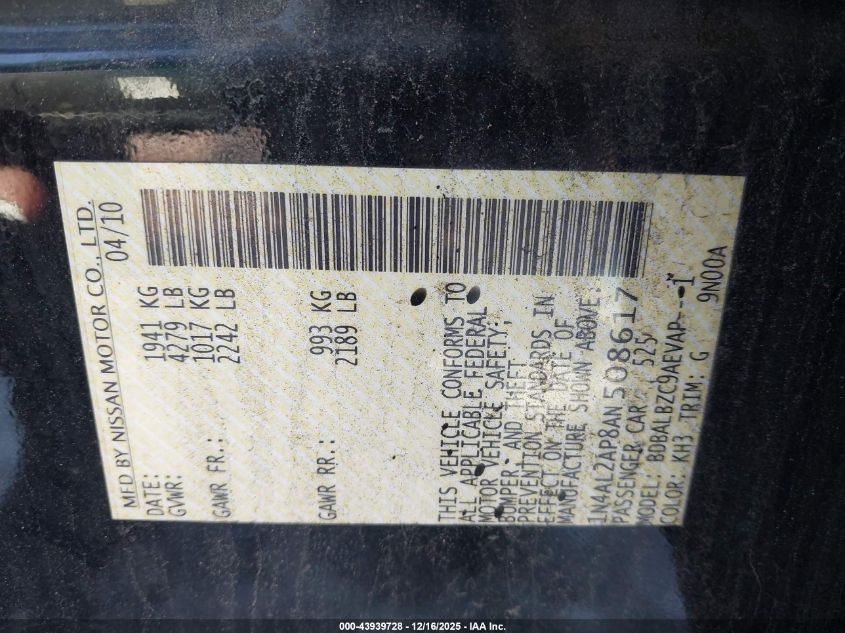 MFD BY NISSAN MOTOR CO., LTD.
DATE: 04/10
GVWR: 1941 KG
4279 LB
GAWR FR.: 1017 KG
2242 LB
GAWR RR.: 993 KG
2189 LB
THIS VEHICLE CONFORMS TO
ALL APPLICABLE FEDERAL
MOTOR VEHICLE SAFETY,
BUMPER, AND THEFT
PREVENTION STANDARDS IN
EFFECT ON THE DATE OF
MANUFACTURE SHOWN ABOVE:
1N4AL2AP8AN508617
PASSENGER CAR 525
MODEL: BDBALBZC9AEVAP---1
COLOR: KH3 TRIM: G 9N00A
000-43939728 - 12/16/2025 - IAA Inc.